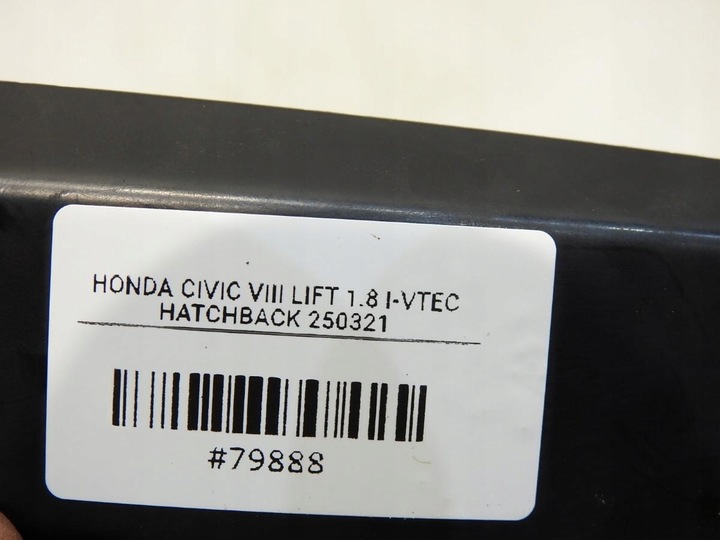 HONDA CIVIC VIII LIFT 1.8 I-VTEC
HATCHBACK 250321
#79888